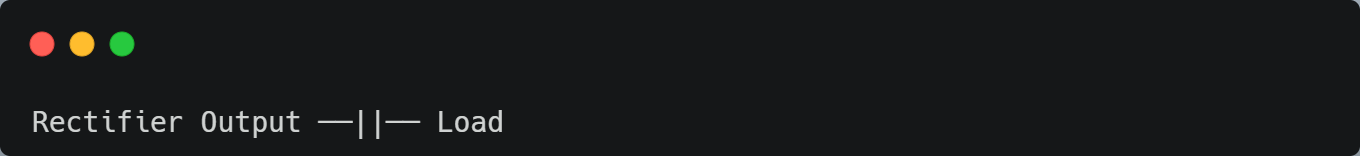 Rectifier Output ──||── Load